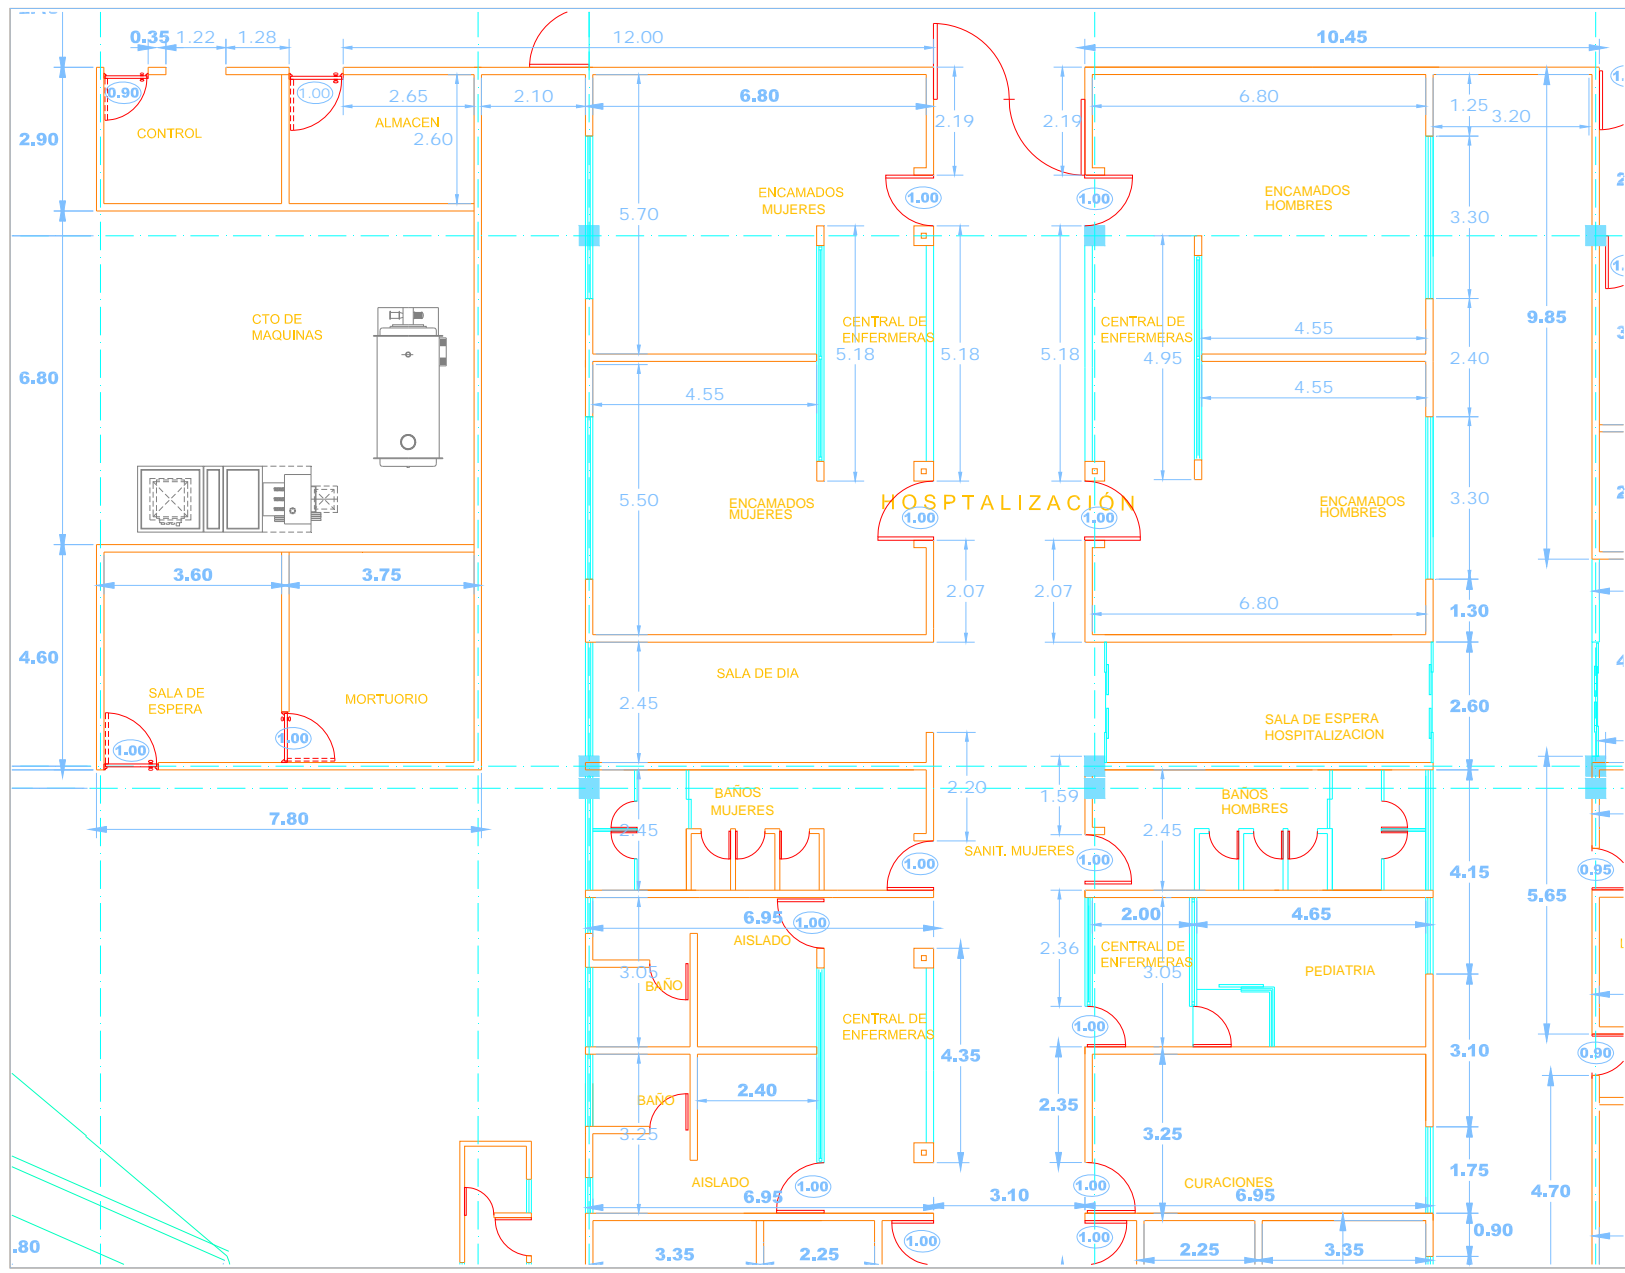 0.35
1.22
1.28
12.00
10.45
0.90
1.00
2.65
2.10
6.80
6.80
1.25
3.20
CONTROL
ALMACEN
2.60
2.90
2.19
2.19
ENCAMADOS
MUJERES
ENCAMADOS
HOMBRES
1.00
1.00
5.70
3.30
CTO DE
MAQUINAS
CENTRAL DE
ENFERMERAS
CENTRAL DE
ENFERMERAS
9.85
4.55
5.18
5.18
5.18
4.95
2.40
6.80
4.55
4.55
5.50
ENCAMADOS
MUJERES
HOSPTALIZACIÓN
ENCAMADOS
HOMBRES
3.30
1.00
1.00
3.60
3.75
2.07
2.07
6.80
1.30
4.60
SALA DE
ESPERA
MORTUORIO
SALA DE DIA
2.45
SALA DE ESPERA
HOSPITALIZACION
2.60
1.00
1.00
2.20
1.59
BAÑOS
MUJERES
BAÑOS
HOMBRES
7.80
2.45
2.45
SANIT. MUJERES
1.00
1.00
4.15
0.95
5.65
6.95
1.00
2.00
4.65
AISLADO
2.36
CENTRAL DE
ENFERMERAS
3.05
BAÑO
3.05
PEDIATRIA
CENTRAL DE
ENFERMERAS
1.00
4.35
3.10
0.90
2.40
BAÑO
2.35
3.25
3.25
1.75
AISLADO
1.00
1.00
CURACIONES
6.95
3.10
6.95
4.70
0.90
.80
3.35
2.25
1.00
1.00
2.25
3.35